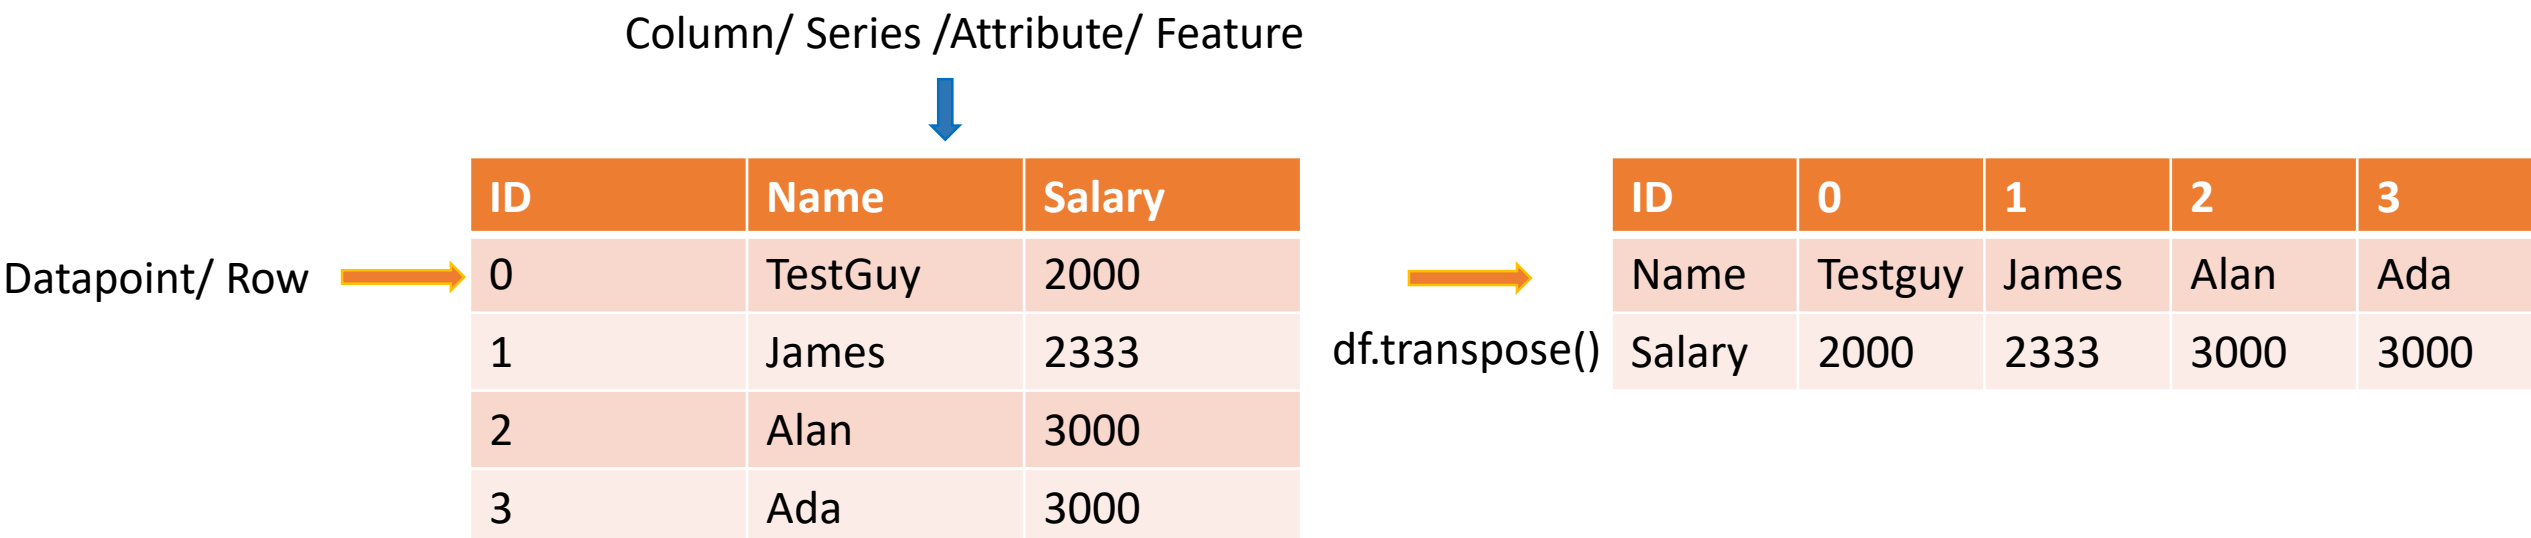 Column/ Series /Attribute/ Feature
ID Name Salary
Datapoint/ Row
0 TestGuy 2000
1 James 2333
2 Alan 3000
3 Ada 3000
df.transpose()
ID 0 1 2 3
Name Testguy James Alan Ada
Salary 2000 2333 3000 3000